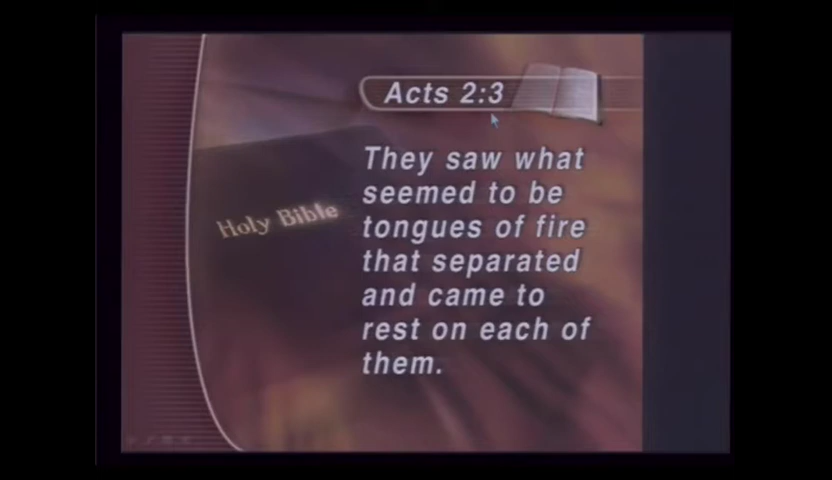 Acts 2:3
They saw what
seemed to be
tongues of fire
that separated
and came to
rest on each of
them.
Holy Bible